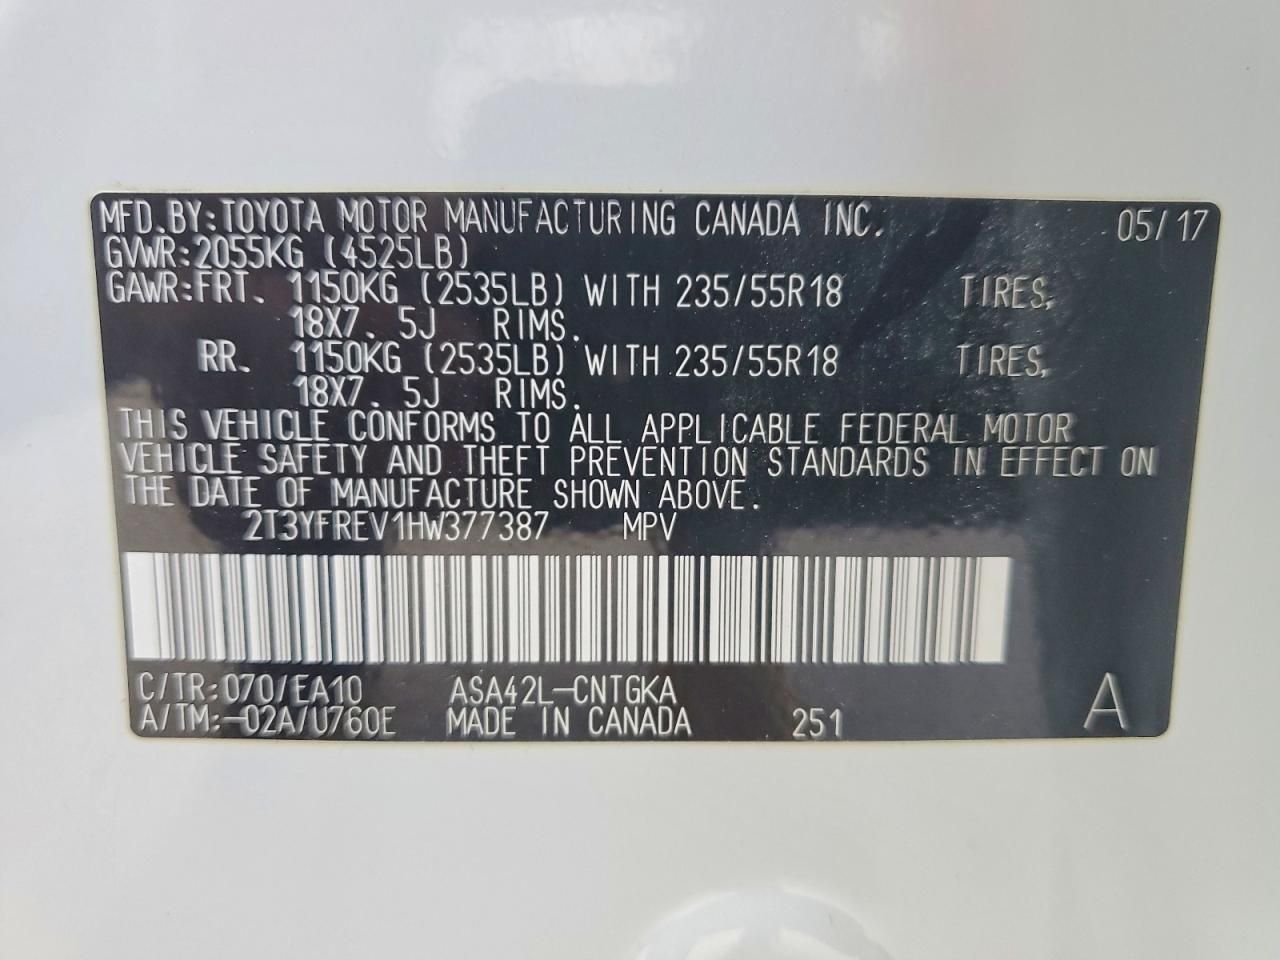 MFD.BY:TOYOTA MOTOR MANUFACTURING CANADA INC. 05/17
GVWR:2055KG (4525LB)
GAWR:FRT. 1150KG (2535LB) WITH 235/55R18 TIRES,
18X7.5J RIMS.
RR. 1150KG (2535LB) WITH 235/55R18 TIRES,
18X7.5J RIMS.
THIS VEHICLE CONFORMS TO ALL APPLICABLE FEDERAL MOTOR
VEHICLE SAFETY AND THEFT PREVENTION STANDARDS IN EFFECT ON
THE DATE OF MANUFACTURE SHOWN ABOVE.
2T3YFREV1HW377387 MPV
C/TR:070/EA10 ASA42L-CNTGKA
A/TM:-02A/U760E MADE IN CANADA 251 A